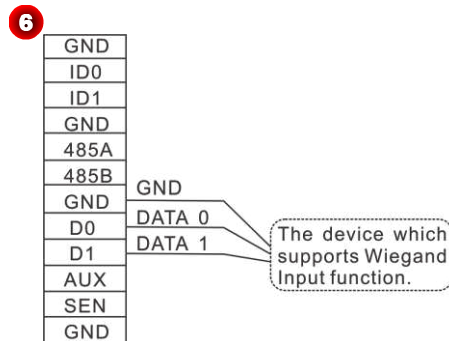 6
GND
ID0
ID1
GND
485A
485B
GND
D0
D1
AUX
SEN
GND
GND
DATA 0
DATA 1
The device which
supports Wiegand
Input function.